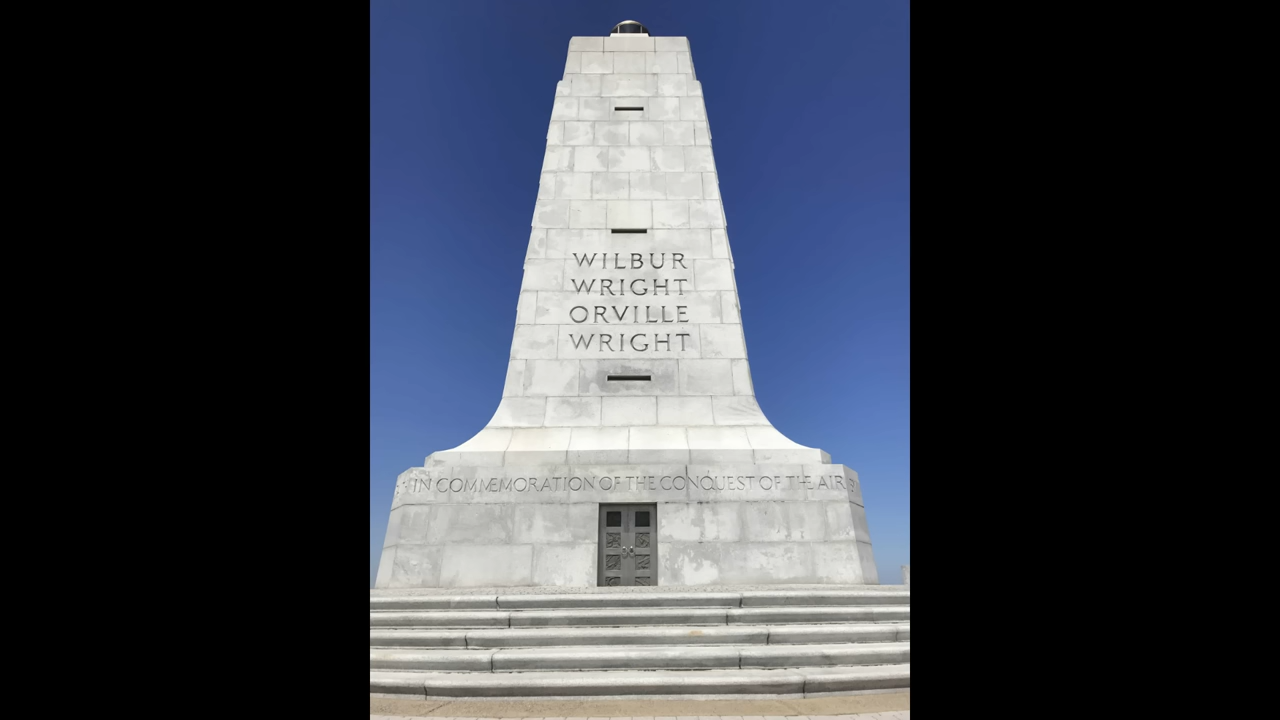 WILBUR
WRIGHT
ORVILLE
WRIGHT
IN COMMEMORATION OF THE CONQUEST OF THE AIR